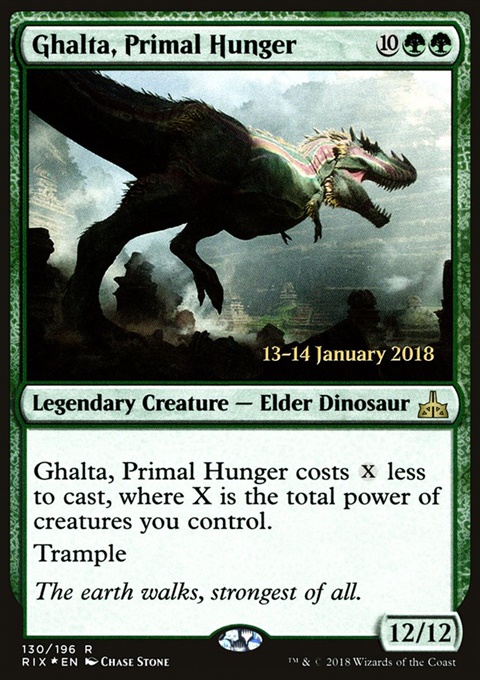 Ghalta, Primal Hunger 10
13–14 January 2018
Legendary Creature — Elder Dinosaur
Ghalta, Primal Hunger costs X less
to cast, where X is the total power of
creatures you control.
Trample
The earth walks, strongest of all.
12/12
130/196 R
RIX★EN Chase Stone
™ & © 2018 Wizards of the Coast